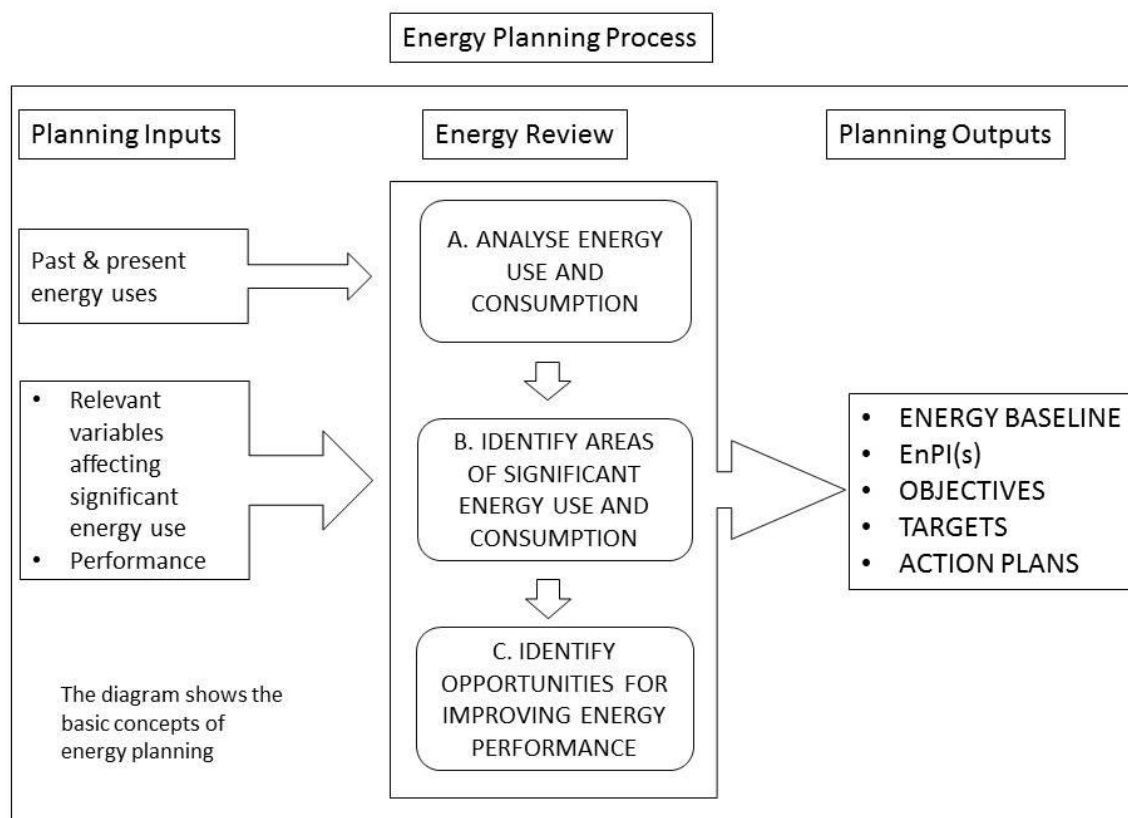 Energy Planning Process
Planning Inputs
Energy Review
Planning Outputs
Past & present
energy uses
A. ANALYSE ENERGY
USE AND
CONSUMPTION
• Relevant
variables
affecting
significant
energy use
• Performance
B. IDENTIFY AREAS
OF SIGNIFICANT
ENERGY USE AND
CONSUMPTION
• ENERGY BASELINE
• EnPI(s)
• OBJECTIVES
• TARGETS
• ACTION PLANS
C. IDENTIFY
OPPORTUNITIES FOR
IMPROVING ENERGY
PERFORMANCE
The diagram shows the
basic concepts of
energy planning